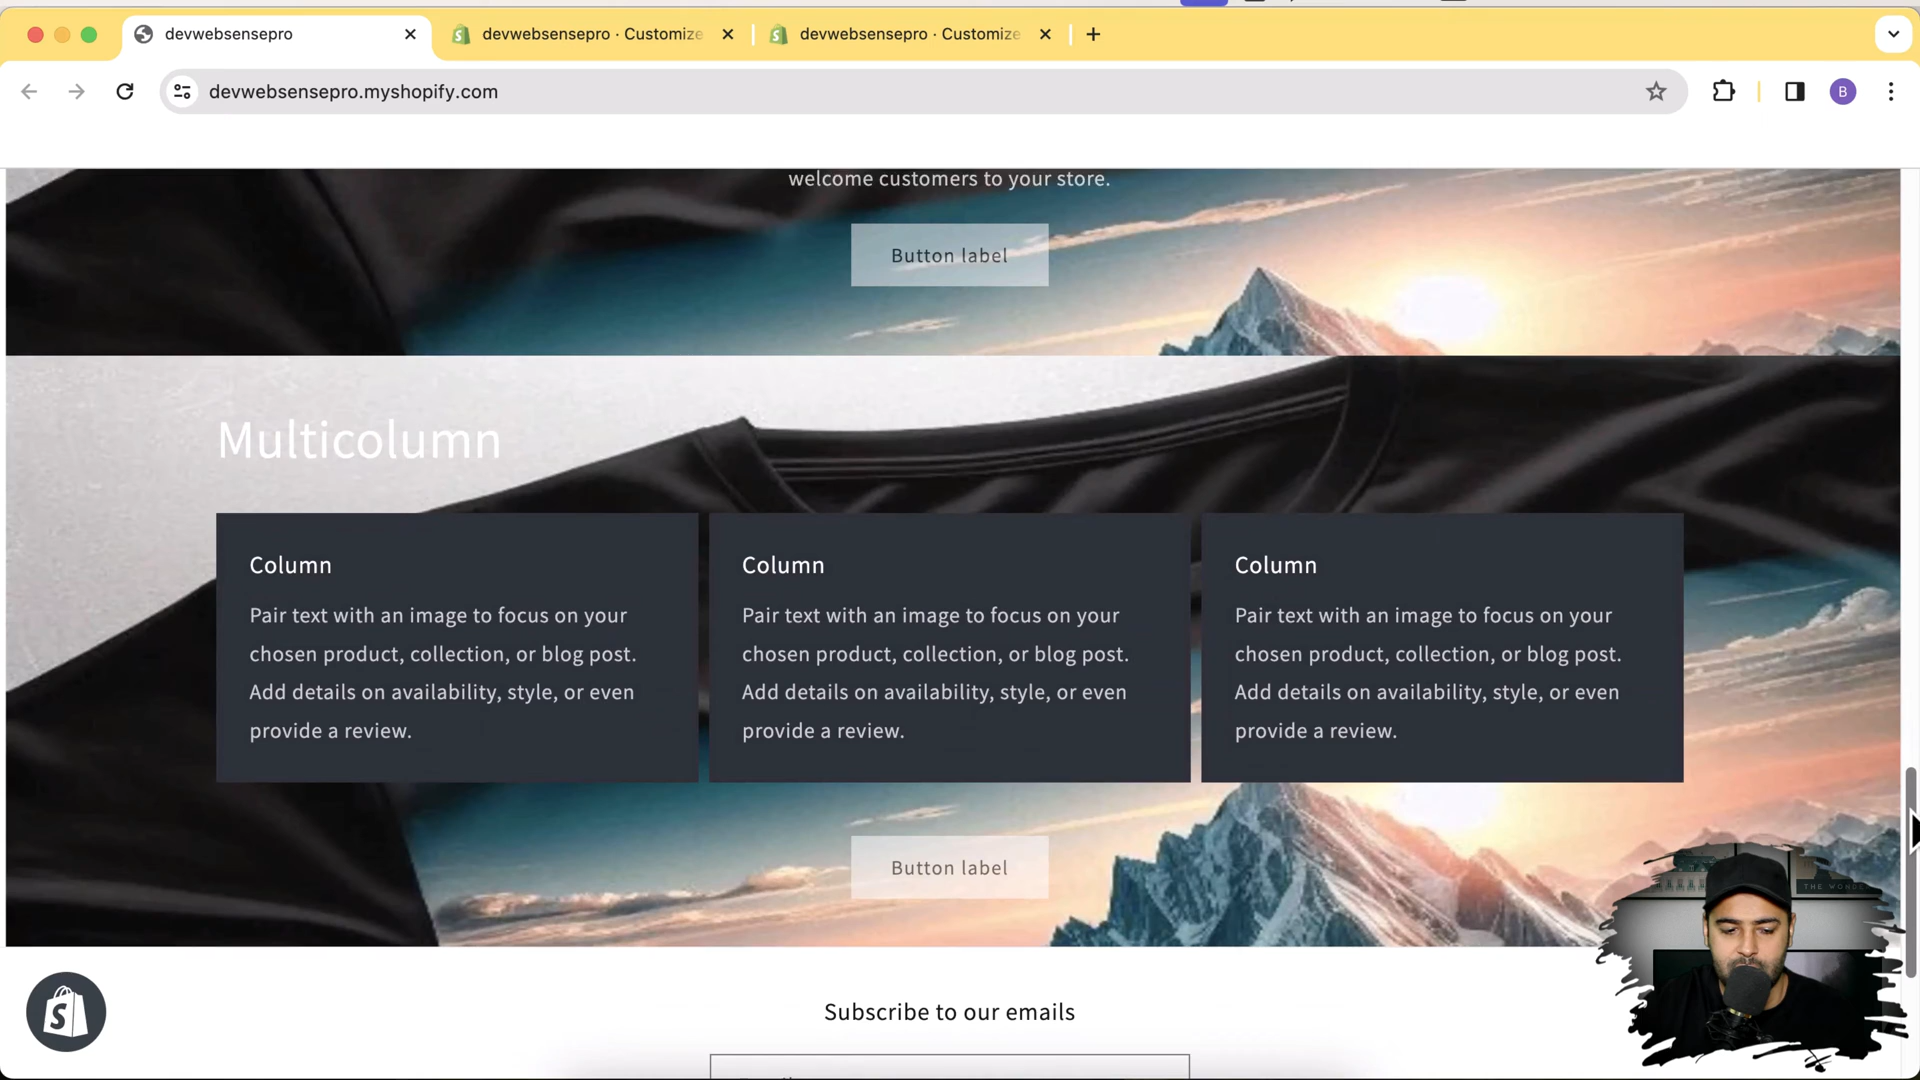 devwebsensepro
devwebsensepro · Customize
devwebsensepro · Customize
devwebsensepro.myshopify.com
B
welcome customers to your store.
Button label
Multicolumn
Column
Pair text with an image to focus on your
chosen product, collection, or blog post.
Add details on availability, style, or even
provide a review.
Column
Pair text with an image to focus on your
chosen product, collection, or blog post.
Add details on availability, style, or even
provide a review.
Column
Pair text with an image to focus on your
chosen product, collection, or blog post.
Add details on availability, style, or even
provide a review.
Button label
Subscribe to our emails